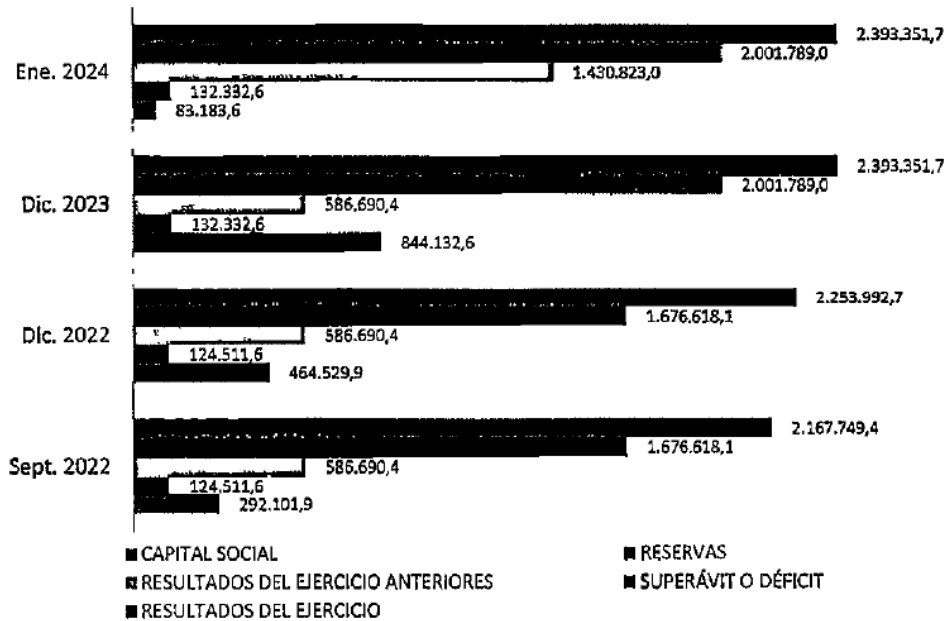 2.393.351,7
2.001.789,0
Ene. 2024
1.430.823,0
132.332,6
83.183,6
2.393.351,7
2.001.789,0
Dic. 2023
586.690,4
132.332,6
844.132,6
2.253.992,7
1.676.618,1
Dic. 2022
586.690,4
124.511,6
464.529,9
2.167.749,4
1.676.618,1
Sept. 2022
586.690,4
124.511,6
292.101,9
CAPITAL SOCIAL
RESERVAS
RESULTADOS DEL EJERCICIO ANTERIORES
SUPERÁVIT O DÉFICIT
RESULTADOS DEL EJERCICIO